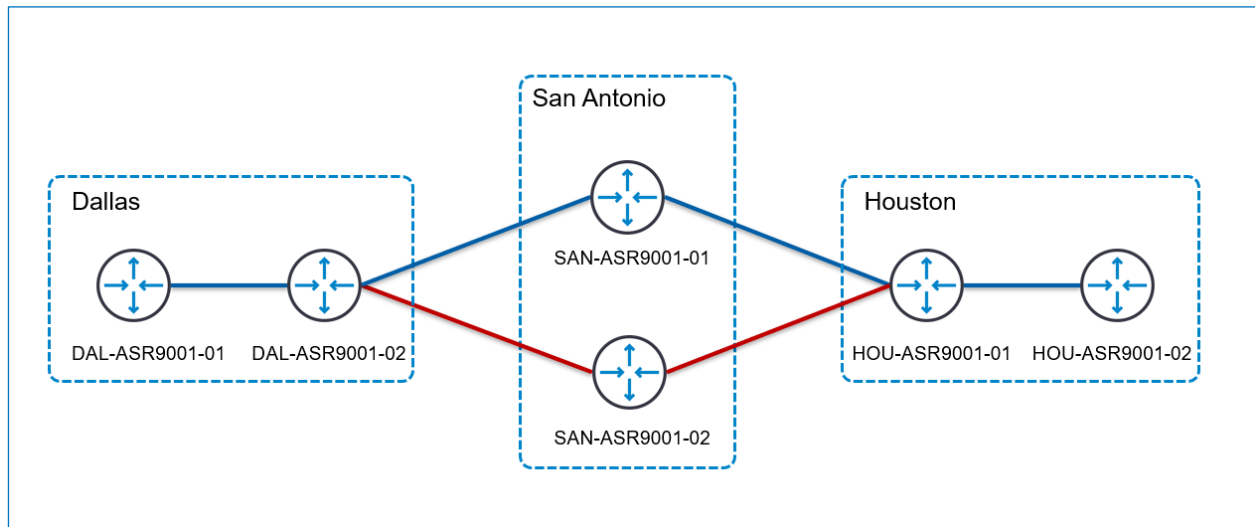 San Antonio
Dallas
Houston
SAN-ASR9001-01
DAL-ASR9001-01
DAL-ASR9001-02
HOU-ASR9001-01
HOU-ASR9001-02
SAN-ASR9001-02